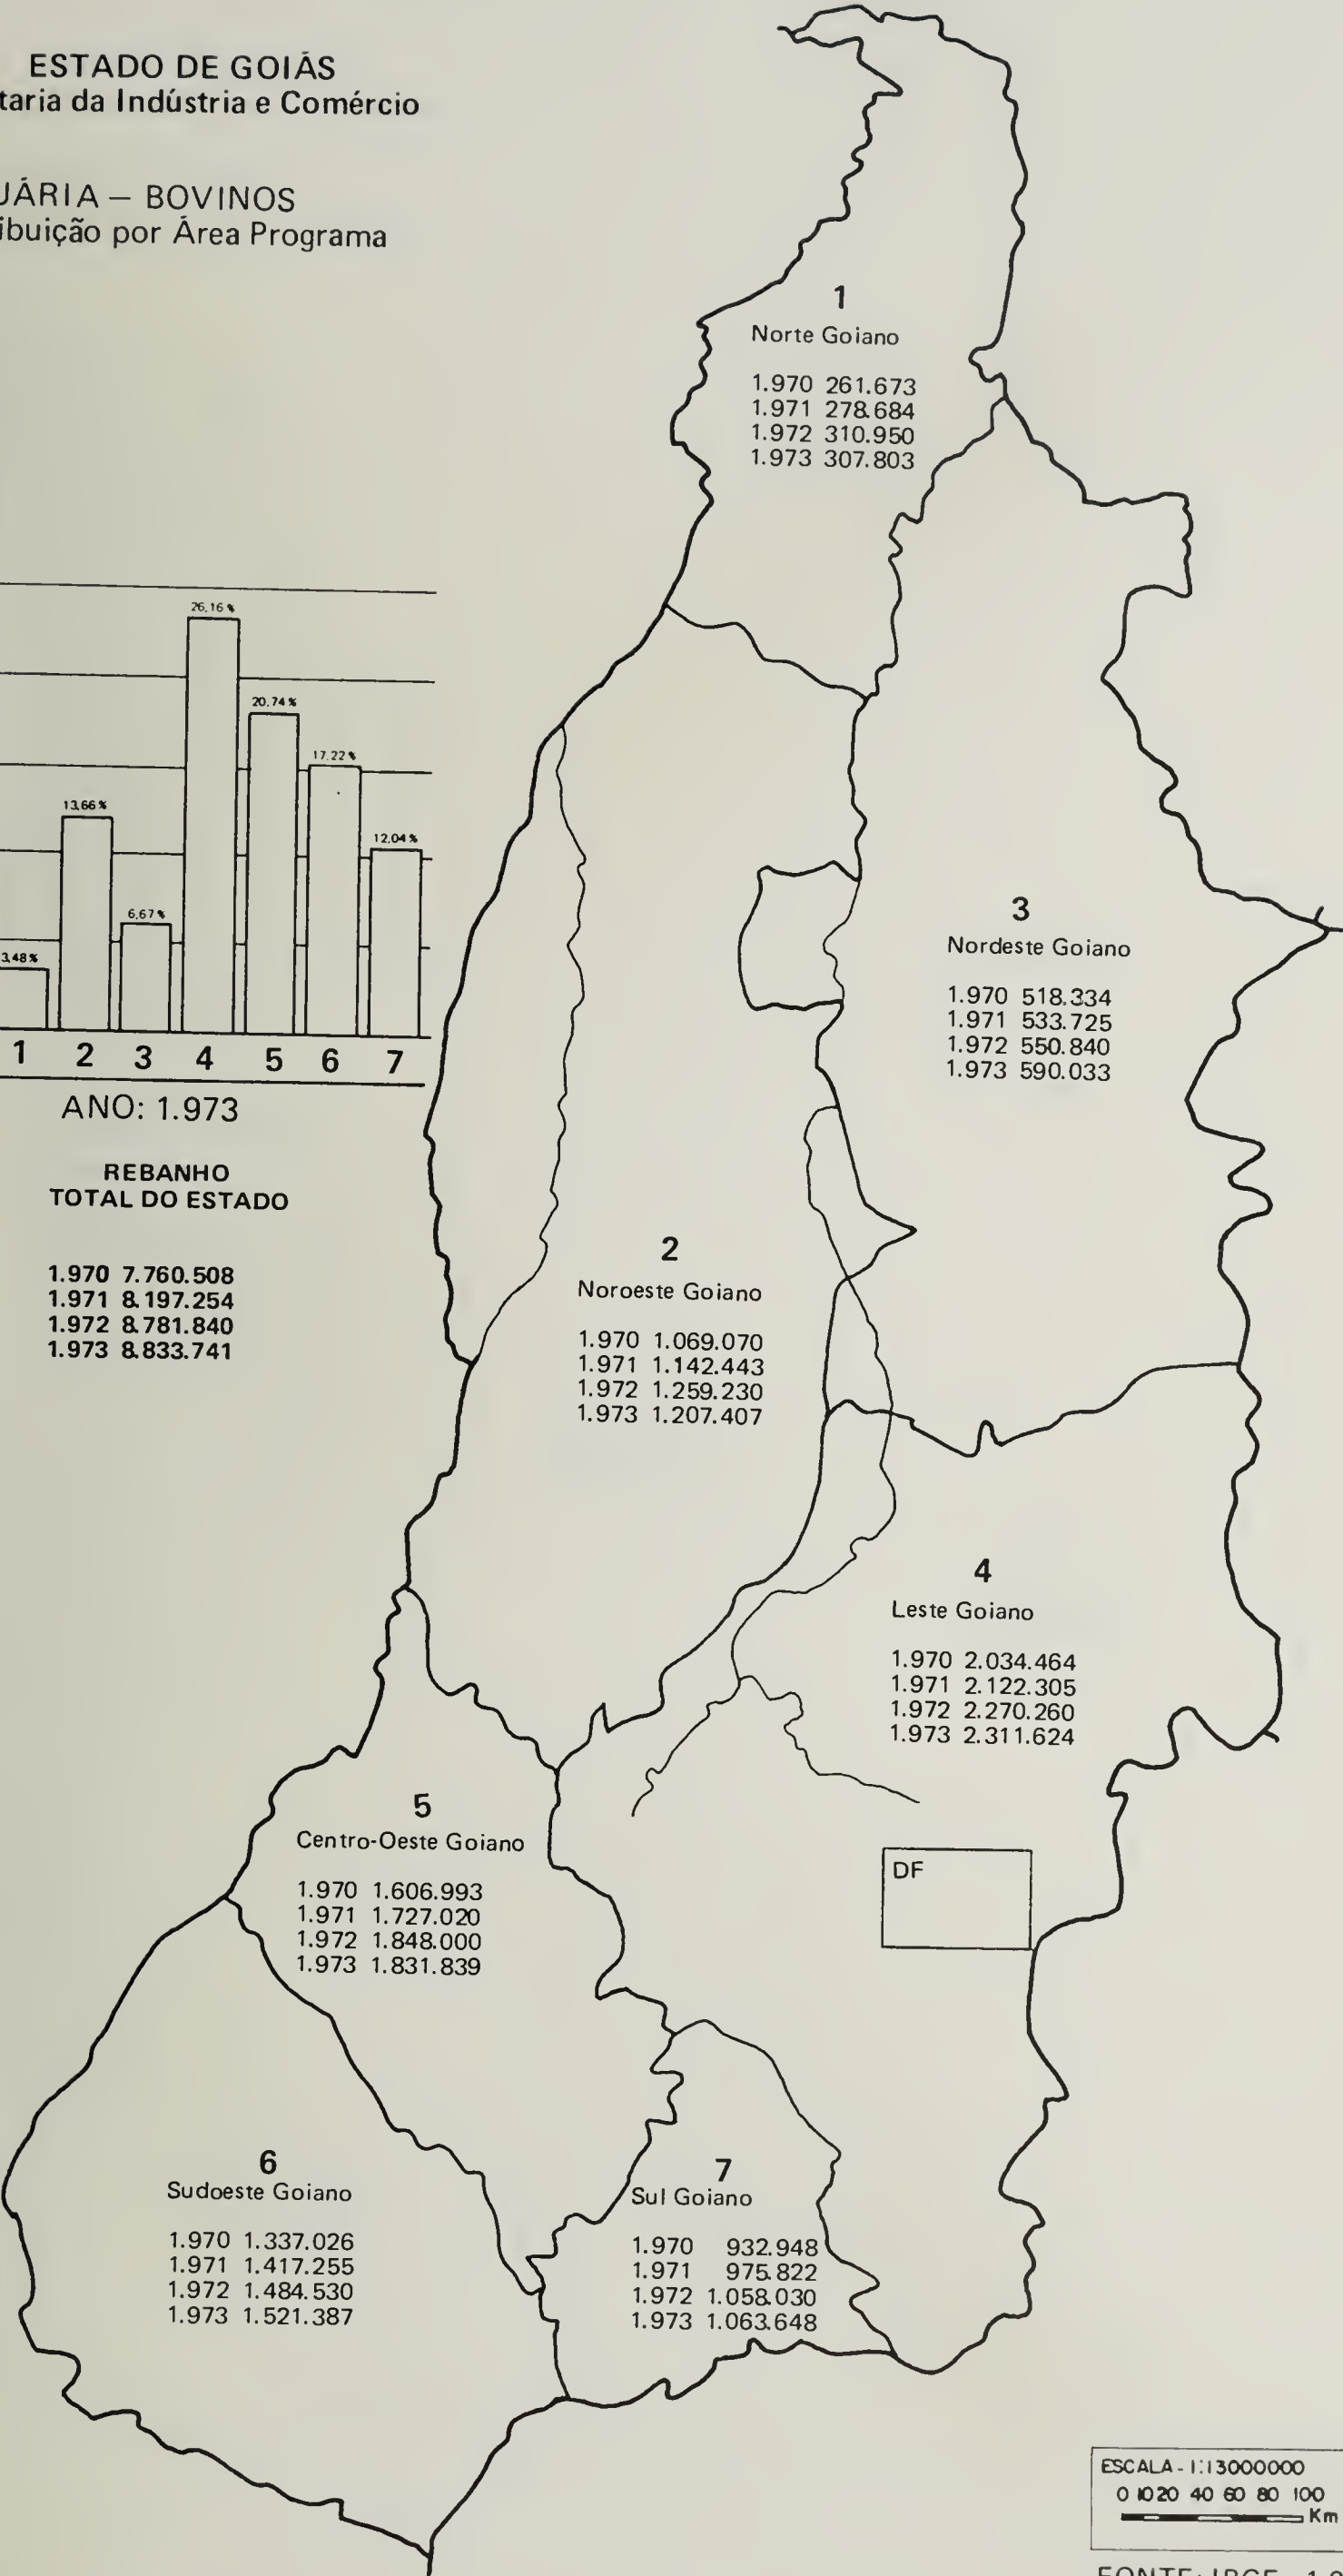 ESTADO DE GOIÁS
taria da Indústria e Comércio
UÁRIA — BOVINOS
ibuição por Área Programa
1
Norte Goiano
1.970 261.673
1.971 278.684
1.972 310.950
1.973 307.803
26,16 %
20,74 %
17,22 %
13,66 %
12,04 %
6,67 %
3,48 %
1 2 3 4 5 6 7
ANO: 1.973
REBANHO
TOTAL DO ESTADO
1.970 7.760.508
1.971 8.197.254
1.972 8.781.840
1.973 8.833.741
3
Nordeste Goiano
1.970 518.334
1.971 533.725
1.972 550.840
1.973 590.033
2
Noroeste Goiano
1.970 1.069.070
1.971 1.142.443
1.972 1.259.230
1.973 1.207.407
4
Leste Goiano
1.970 2.034.464
1.971 2.122.305
1.972 2.270.260
1.973 2.311.624
5
Centro-Oeste Goiano
1.970 1.606.993
1.971 1.727.020
1.972 1.848.000
1.973 1.831.839
DF
6
Sudoeste Goiano
1.970 1.337.026
1.971 1.417.255
1.972 1.484.530
1.973 1.521.387
7
Sul Goiano
1.970 932.948
1.971 975.822
1.972 1.058.030
1.973 1.063.648
ESCALA - 1:13000000
0 10 20 40 60 80 100
Km
FONTE: IBGE